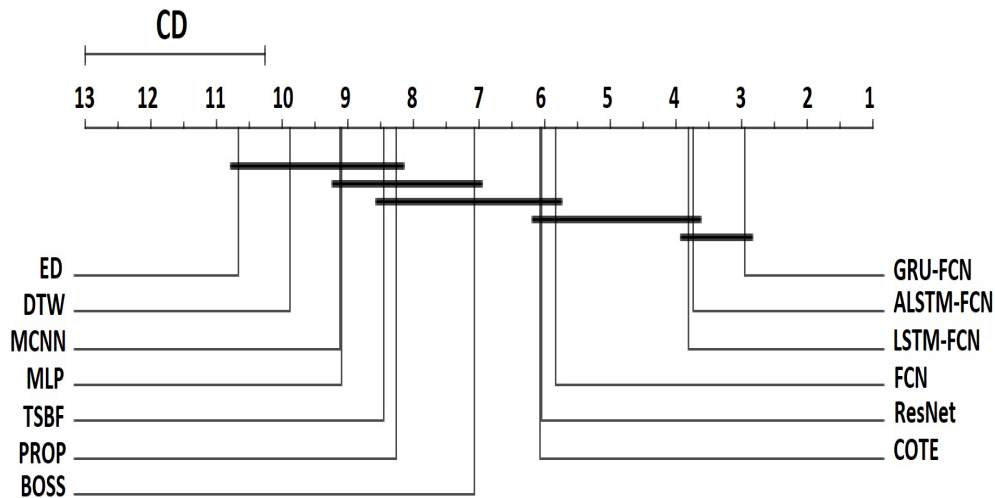 CD
13 12 11 10 9 8 7 6 5 4 3 2 1
ED
DTW
MCNN
MLP
TSBF
PROP
BOSS
GRU-FCN
ALSTM-FCN
LSTM-FCN
FCN
ResNet
COTE